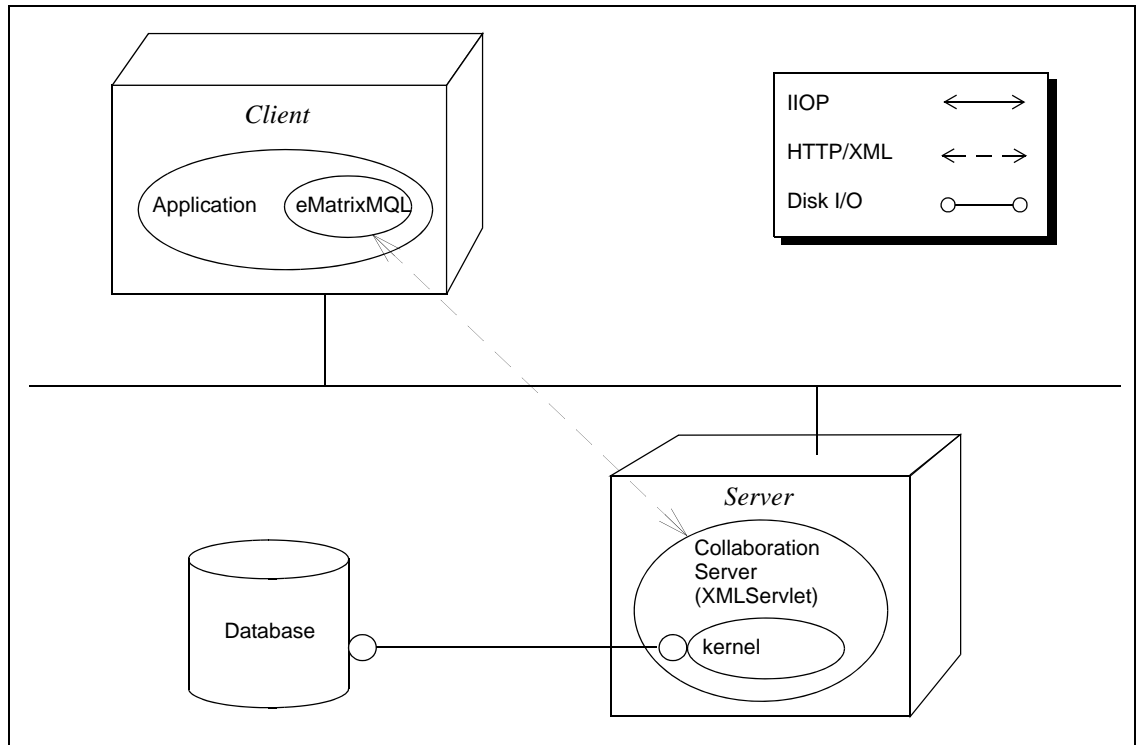 Client
Application
eMatrixMQL
IIOP
HTTP/XML
Disk I/O
Server
Collaboration
Server
(XMLServlet)
kernel
Database